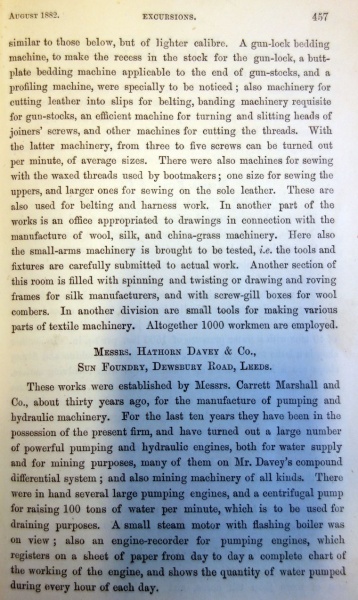 August 1882. EXCURSIONS. 457
similar to those below, but of lighter calibre. A gun-lock bedding
machine, to make the recess in the stock for the gun-lock, a butt-
plate bedding machine applicable to the end of gun-stocks, and a
profiling machine, were specially to be noticed; also machinery for
cutting leather into slips for belting, banding machinery requisite
for gun-stocks, an efficient machine for turning and slitting heads of
joiners' screws, and other machines for cutting the threads. With
the latter machinery, from three to five screws can be turned out
per minute, of average sizes. There were also machines for sewing
with the waxed threads used by bootmakers; one size for sewing the
uppers, and larger ones for sewing on the sole leather. These are
also used for belting and harness work. In another part of the
works is an office appropriated to drawings in connection with the
manufacture of wool, silk, and china-grass machinery. Here also
the small-arms machinery is brought to be tested, i.e. the tools and
fixtures are carefully submitted to actual work. Another section of
this room is filled with spinning and twisting or drawing and roving
frames for silk manufacturers, and with screw-gill boxes for wool
combers. In another division are small tools for making various
parts of textile machinery. Altogether 1000 workmen are employed.
Messrs. Hathorn Davey & Co.,
Sun Foundry, Dewsbury Road, Leeds.
These works were established by Messrs. Carrett Marshall and
Co., about thirty years ago, for the manufacture of pumping and
hydraulic machinery. For the last ten years they have been in the
possession of the present firm, and have turned out a large number
of powerful pumping and hydraulic engines, both for water supply
and for mining purposes, many of them on Mr. Davey's compound
differential system; and also mining machinery of all kinds. There
were in hand several large pumping engines, and a centrifugal pump
for raising 100 tons of water per minute, which is to be used for
draining purposes. A small steam motor with flashing boiler was
on view; also an engine-recorder for pumping engines, which
registers on a sheet of paper from day to day a complete chart of
the working of the engine, and shows the quantity of water pumped
during every hour of each day.